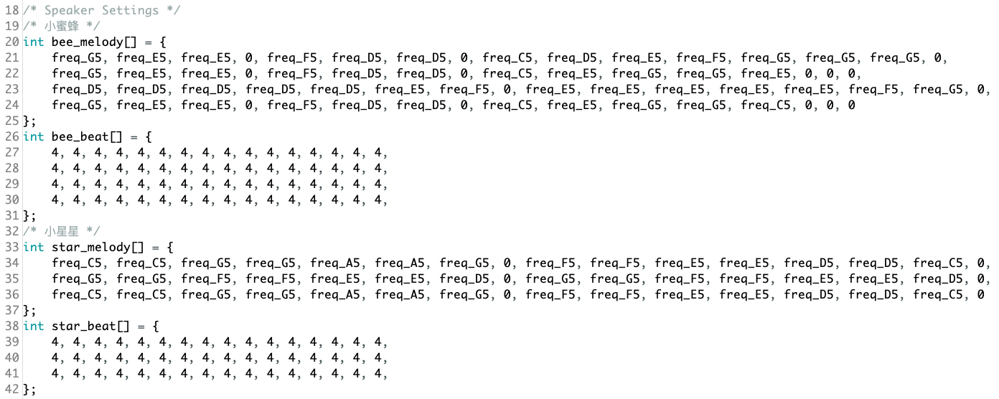 18 /* Speaker Settings */
19 /* 小蜜蜂 */
20 int bee_melody[] = {
21     freq_G5, freq_E5, freq_E5, 0, freq_F5, freq_D5, freq_D5, 0, freq_C5, freq_D5, freq_E5, freq_F5, freq_G5, freq_G5, freq_G5, 0,
22     freq_G5, freq_E5, freq_E5, 0, freq_F5, freq_D5, freq_D5, 0, freq_C5, freq_E5, freq_G5, freq_G5, freq_E5, 0, 0, 0,
23     freq_D5, freq_D5, freq_D5, freq_D5, freq_D5, freq_E5, freq_F5, 0, freq_E5, freq_E5, freq_E5, freq_E5, freq_E5, freq_F5, freq_G5, 0,
24     freq_G5, freq_E5, freq_E5, 0, freq_F5, freq_D5, freq_D5, 0, freq_C5, freq_E5, freq_G5, freq_G5, freq_C5, 0, 0, 0
25 };
26 int bee_beat[] = {
27     4, 4, 4, 4, 4, 4, 4, 4, 4, 4, 4, 4, 4, 4, 4, 4,
28     4, 4, 4, 4, 4, 4, 4, 4, 4, 4, 4, 4, 4, 4, 4, 4,
29     4, 4, 4, 4, 4, 4, 4, 4, 4, 4, 4, 4, 4, 4, 4, 4,
30     4, 4, 4, 4, 4, 4, 4, 4, 4, 4, 4, 4, 4, 4, 4, 4,
31 };
32 /* 小星星 */
33 int star_melody[] = {
34     freq_C5, freq_C5, freq_G5, freq_G5, freq_A5, freq_A5, freq_G5, 0, freq_F5, freq_F5, freq_E5, freq_E5, freq_D5, freq_D5, freq_C5, 0,
35     freq_G5, freq_G5, freq_F5, freq_F5, freq_E5, freq_E5, freq_D5, 0, freq_G5, freq_G5, freq_F5, freq_F5, freq_E5, freq_E5, freq_D5, 0,
36     freq_C5, freq_C5, freq_G5, freq_G5, freq_A5, freq_A5, freq_G5, 0, freq_F5, freq_F5, freq_E5, freq_E5, freq_D5, freq_D5, freq_C5, 0
37 };
38 int star_beat[] = {
39     4, 4, 4, 4, 4, 4, 4, 4, 4, 4, 4, 4, 4, 4, 4, 4,
40     4, 4, 4, 4, 4, 4, 4, 4, 4, 4, 4, 4, 4, 4, 4, 4,
41     4, 4, 4, 4, 4, 4, 4, 4, 4, 4, 4, 4, 4, 4, 4, 4,
42 };